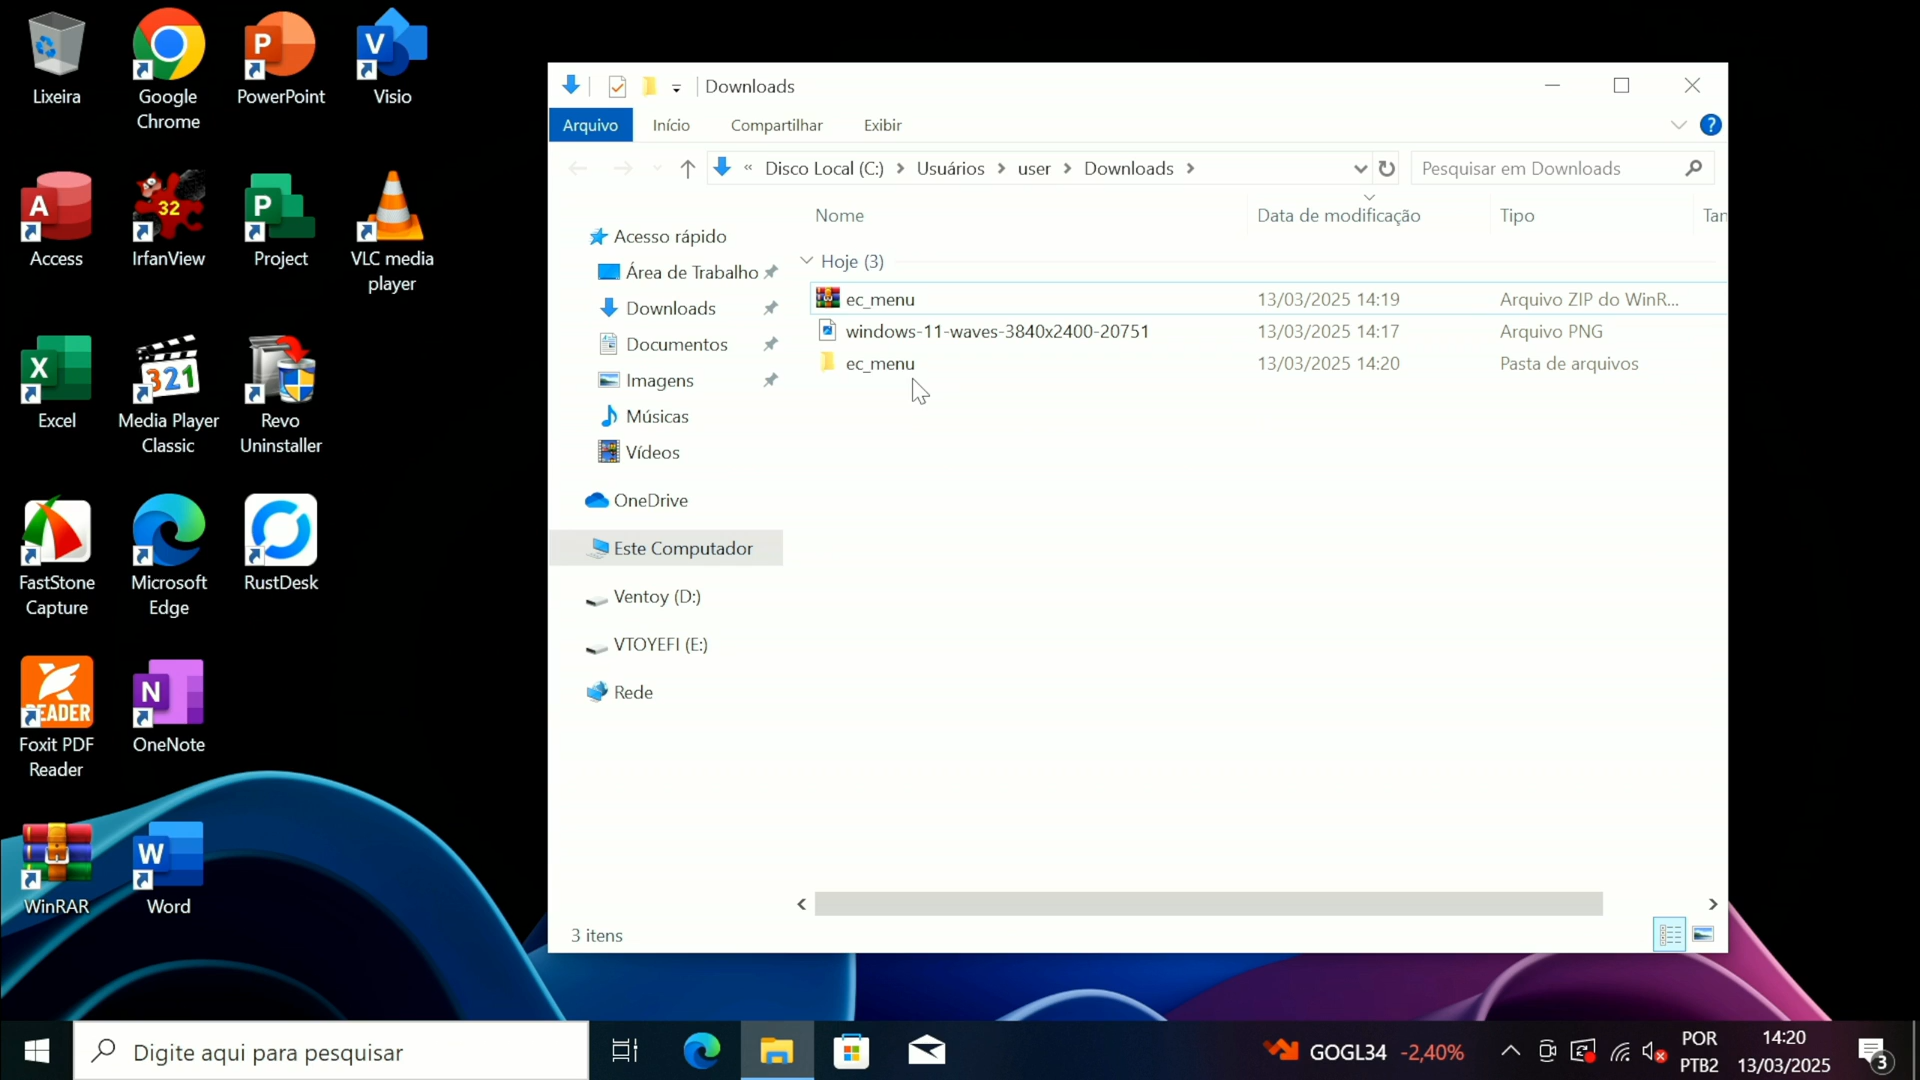 Lixeira
Google
Chrome
PowerPoint
Visio
Access
IrfanView
Project
VLC media
player
Excel
Media Player
Classic
Revo
Uninstaller
FastStone
Capture
Microsoft
Edge
RustDesk
Foxit PDF
Reader
OneNote
WinRAR
Word
P
V
A
32
P
X
321
READER
N
W
Downloads
Arquivo Início Compartilhar Exibir ?
« Disco Local (C:) > Usuários > user > Downloads >
Pesquisar em Downloads
Nome Data de modificação Tipo Tar
Acesso rápido
Área de Trabalho
Downloads
Documentos
Imagens
Músicas
Vídeos
OneDrive
Este Computador
Ventoy (D:)
VTOYEFI (E:)
Rede
Hoje (3)
ec_menu 13/03/2025 14:19 Arquivo ZIP do WinR...
windows-11-waves-3840x2400-20751 13/03/2025 14:17 Arquivo PNG
ec_menu 13/03/2025 14:20 Pasta de arquivos
3 itens
Digite aqui para pesquisar
GOGL34 -2,40%
POR
PTB2
14:20
13/03/2025
3